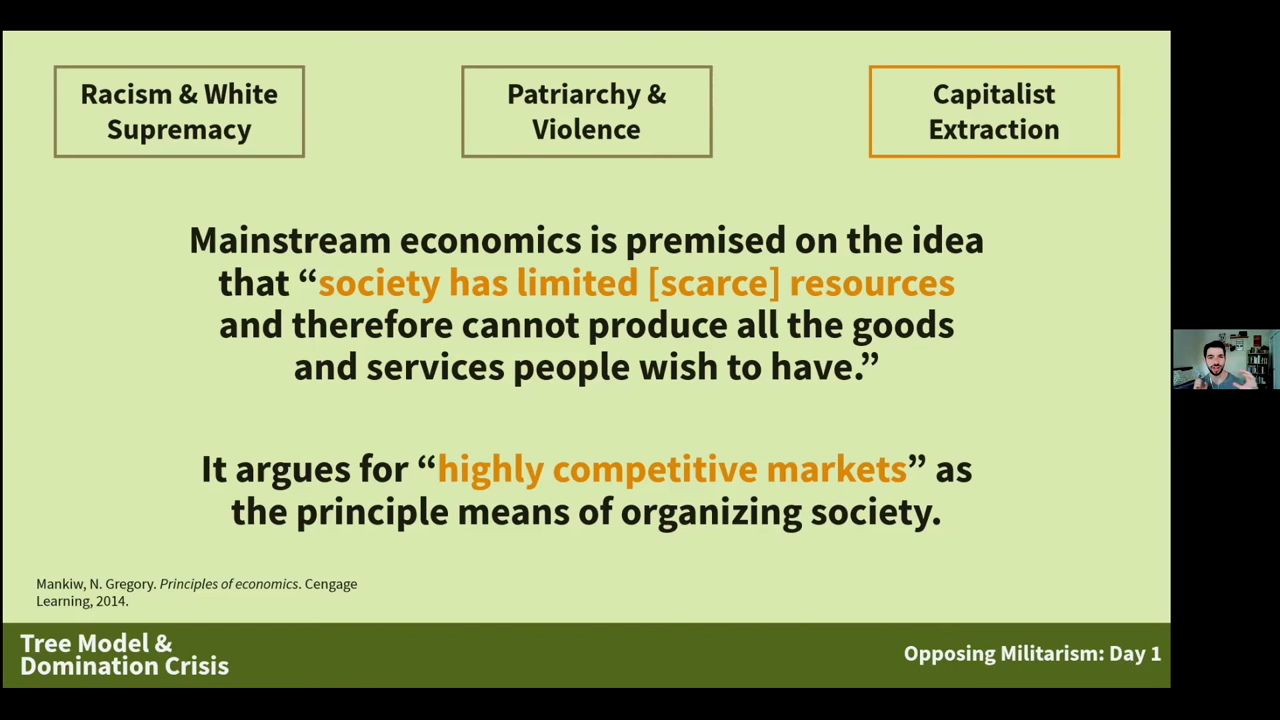 Racism & White
Supremacy
Patriarchy &
Violence
Capitalist
Extraction
Mainstream economics is premised on the idea
that “society has limited [scarce] resources
and therefore cannot produce all the goods
and services people wish to have.”
It argues for “highly competitive markets” as
the principle means of organizing society.
Mankiw, N. Gregory. Principles of economics. Cengage
Learning, 2014.
Tree Model &
Domination Crisis
Opposing Militarism: Day 1